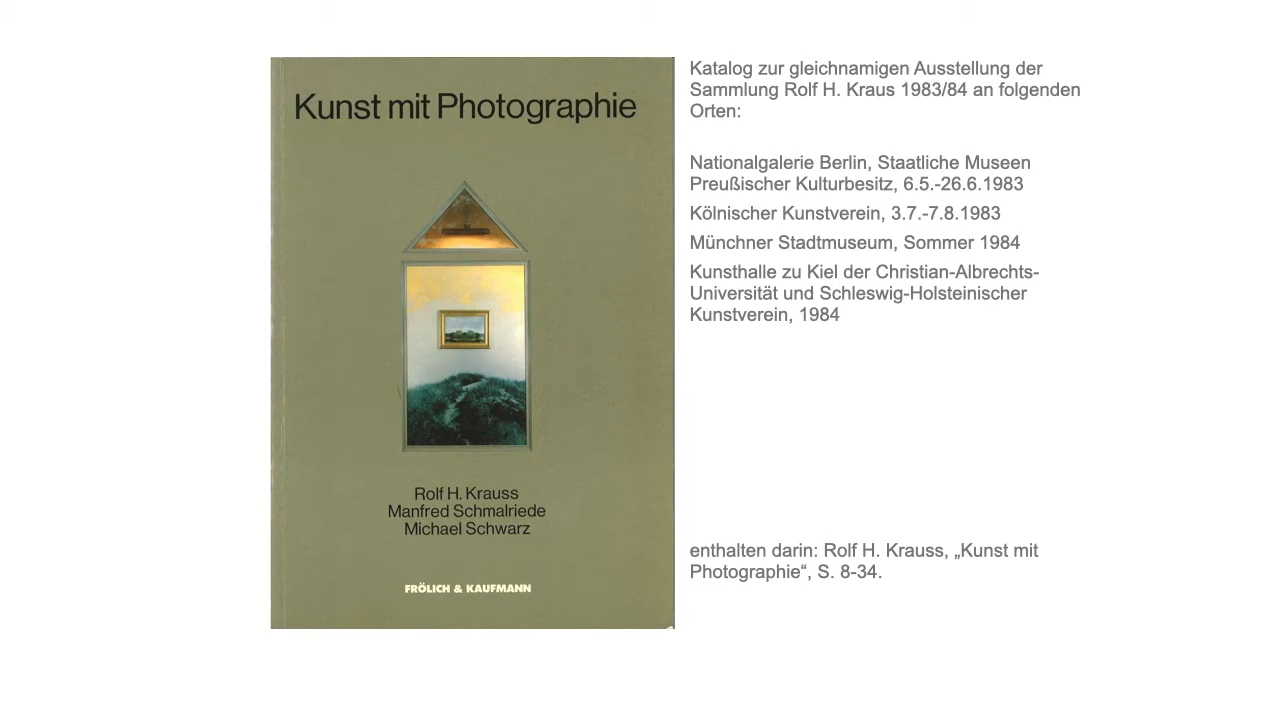 Kunst mit Photographie
Rolf H. Krauss
Manfred Schmalriede
Michael Schwarz
FRÖLICH & KAUFMANN
Katalog zur gleichnamigen Ausstellung der
Sammlung Rolf H. Kraus 1983/84 an folgenden
Orten:
Nationalgalerie Berlin, Staatliche Museen
Preußischer Kulturbesitz, 6.5.-26.6.1983
Kölnischer Kunstverein, 3.7.-7.8.1983
Münchner Stadtmuseum, Sommer 1984
Kunsthalle zu Kiel der Christian-Albrechts-
Universität und Schleswig-Holsteinischer
Kunstverein, 1984
enthalten darin: Rolf H. Krauss, „Kunst mit
Photographie“, S. 8-34.